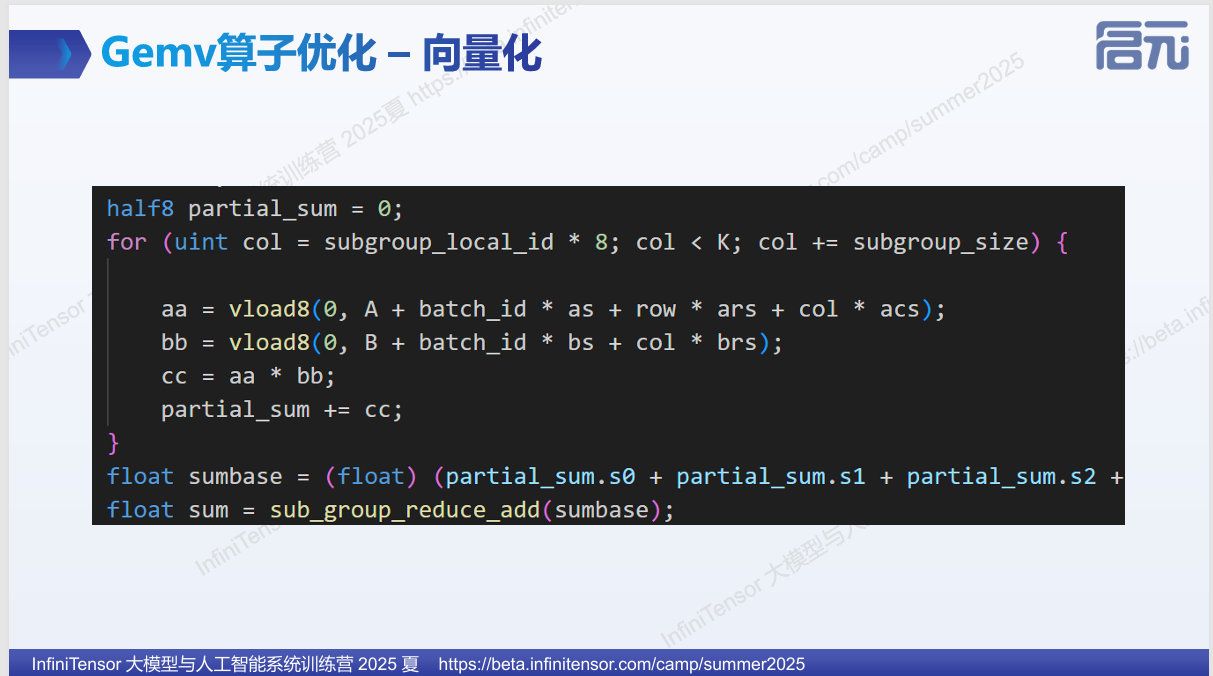 Gemv算子优化 – 向量化
启元
half8 partial_sum = 0;
for (uint col = subgroup_local_id * 8; col < K; col += subgroup_size) {
aa = vload8(0, A + batch_id * as + row * ars + col * acs);
bb = vload8(0, B + batch_id * bs + col * brs);
cc = aa * bb;
partial_sum += cc;
}
float sumbase = (float) (partial_sum.s0 + partial_sum.s1 + partial_sum.s2 +
float sum = sub_group_reduce_add(sumbase);
InfiniTensor 大模型与人工智能系统训练营 2025 夏 https://beta.infinitensor.com/camp/summer2025